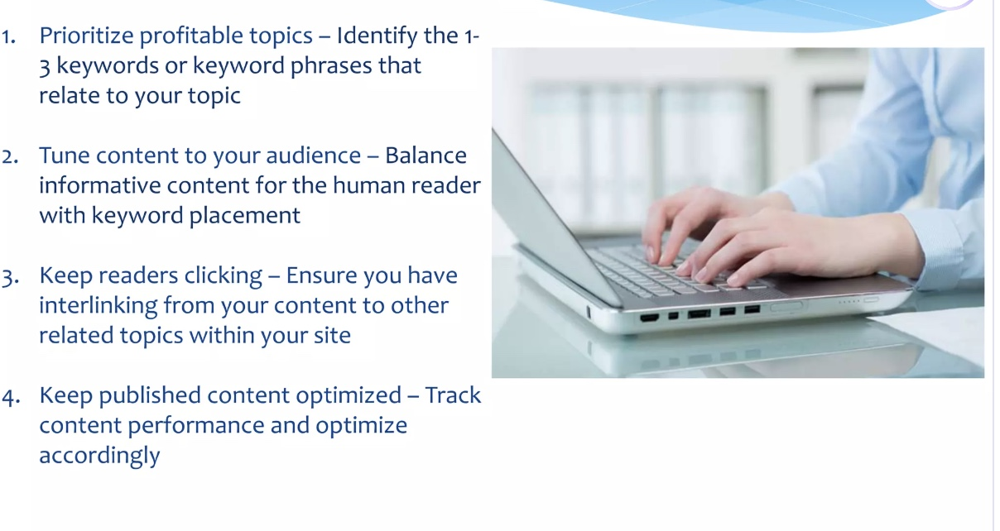 1. Prioritize profitable topics – Identify the 1-
3 keywords or keyword phrases that
relate to your topic
2. Tune content to your audience – Balance
informative content for the human reader
with keyword placement
3. Keep readers clicking – Ensure you have
interlinking from your content to other
related topics within your site
4. Keep published content optimized – Track
content performance and optimize
accordingly